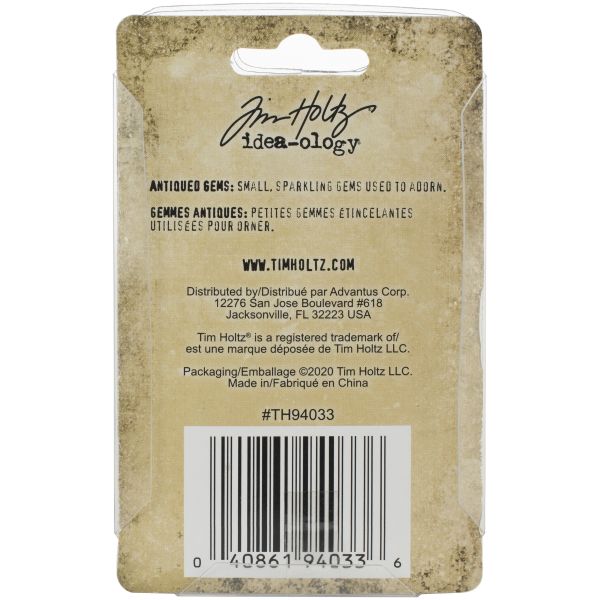 Tim Holtz
idea-ology®
ANTIQUED GEMS: SMALL, SPARKLING GEMS USED TO ADORN.
GEMMES ANTIQUES: PETITES GEMMES ÉTINCELANTES
UTILISÉES POUR ORNER.
WWW.TIMHOLTZ.COM
Distributed by/Distribué par Advantus Corp.
12276 San Jose Boulevard #618
Jacksonville, FL 32223 USA
Tim Holtz® is a registered trademark of/
est une marque déposée de Tim Holtz LLC.
Packaging/Emballage ©2020 Tim Holtz LLC.
Made in/Fabriqué en China
#TH94033
0 40861 94033 6